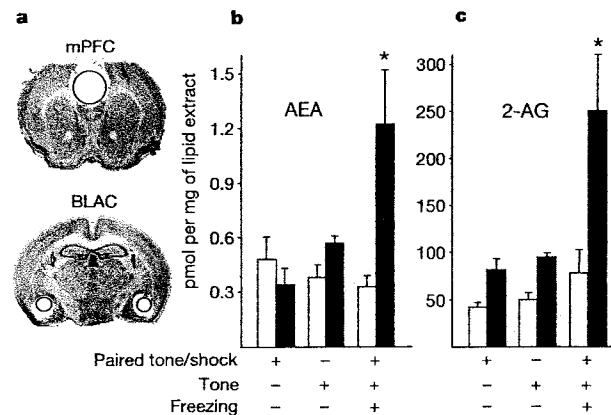 a
mPFC
BLAC
b
pmol per mg of lipid extract
1.5
1.2
0.9
0.6
0.3
AEA
*
c
300
250
200
150
100
50
2-AG
*
Paired tone/shock + − + + − +
Tone − + + − + +
Freezing − − + − − +